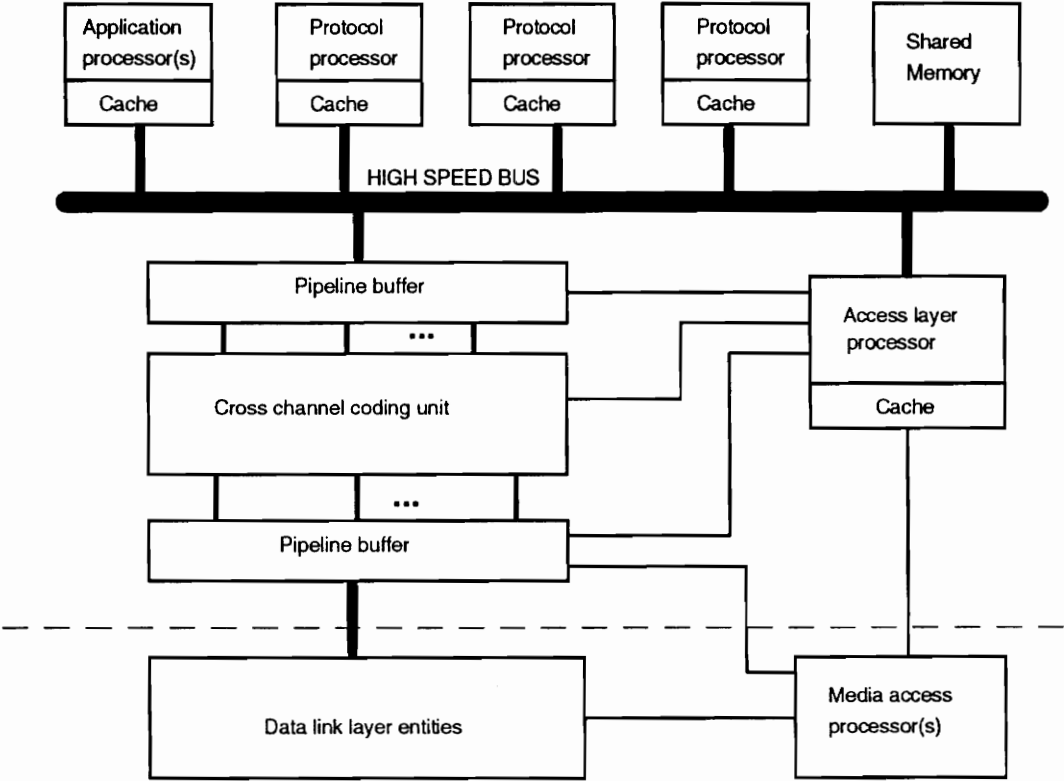 Application
processor(s)
Cache
Protocol
processor
Cache
Protocol
processor
Cache
Protocol
processor
Cache
Shared
Memory
HIGH SPEED BUS
Pipeline buffer
...
Access layer
processor
Cache
Cross channel coding unit
...
Pipeline buffer
Data link layer entities
Media access
processor(s)